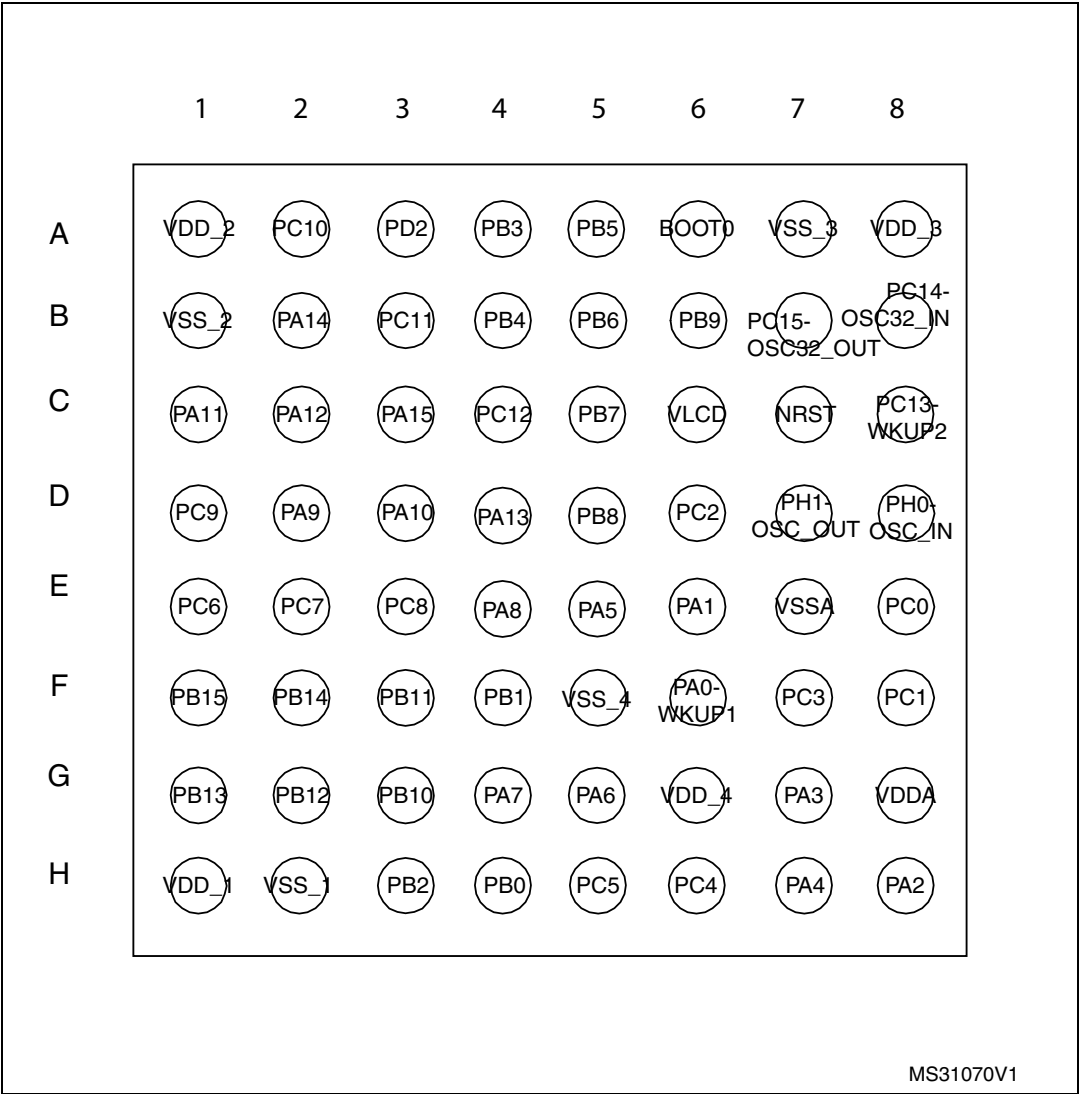 1 2 3 4 5 6 7 8
A VDD_2 PC10 PD2 PB3 PB5 BOOT0 VSS_3 VDD_3
B VSS_2 PA14 PC11 PB4 PB6 PB9 PC15-OSC32_OUT PC14-OSC32_IN
C PA11 PA12 PA15 PC12 PB7 VLCD NRST PC13-WKUP2
D PC9 PA9 PA10 PA13 PB8 PC2 PH1-OSC_OUT PH0-OSC_IN
E PC6 PC7 PC8 PA8 PA5 PA1 VSSA PC0
F PB15 PB14 PB11 PB1 VSS_4 PA0-WKUP1 PC3 PC1
G PB13 PB12 PB10 PA7 PA6 VDD_4 PA3 VDDA
H VDD_1 VSS_1 PB2 PB0 PC5 PC4 PA4 PA2
MS31070V1